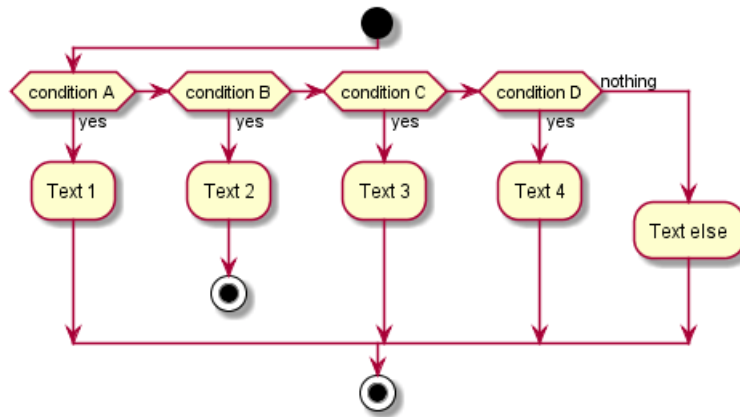 condition A
condition B
condition C
condition D
nothing
yes
yes
yes
yes
Text 1
Text 2
Text 3
Text 4
Text else